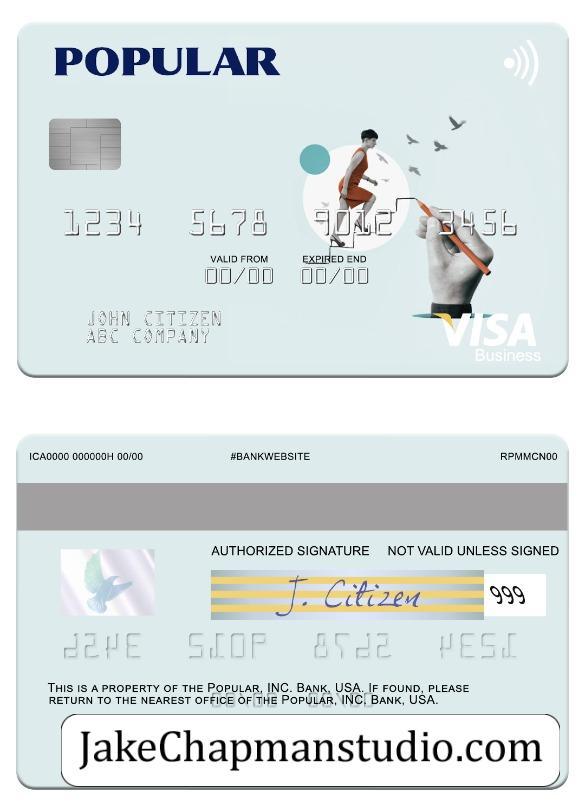 POPULAR
1234 5678 9012 3456
VALID FROM EXPIRED END
00/00 00/00
JOHN CITIZEN
ABC COMPANY
VISA
Business
ICA0000 000000H 00/00 #BANKWEBSITE RPMMCN00
AUTHORIZED SIGNATURE NOT VALID UNLESS SIGNED
J. Citizen 999
THIS IS A PROPERTY OF THE POPULAR, INC. BANK, USA. IF FOUND, PLEASE
RETURN TO THE NEAREST OFFICE OF THE POPULAR, INC. BANK, USA.
JakeChapmanstudio.com